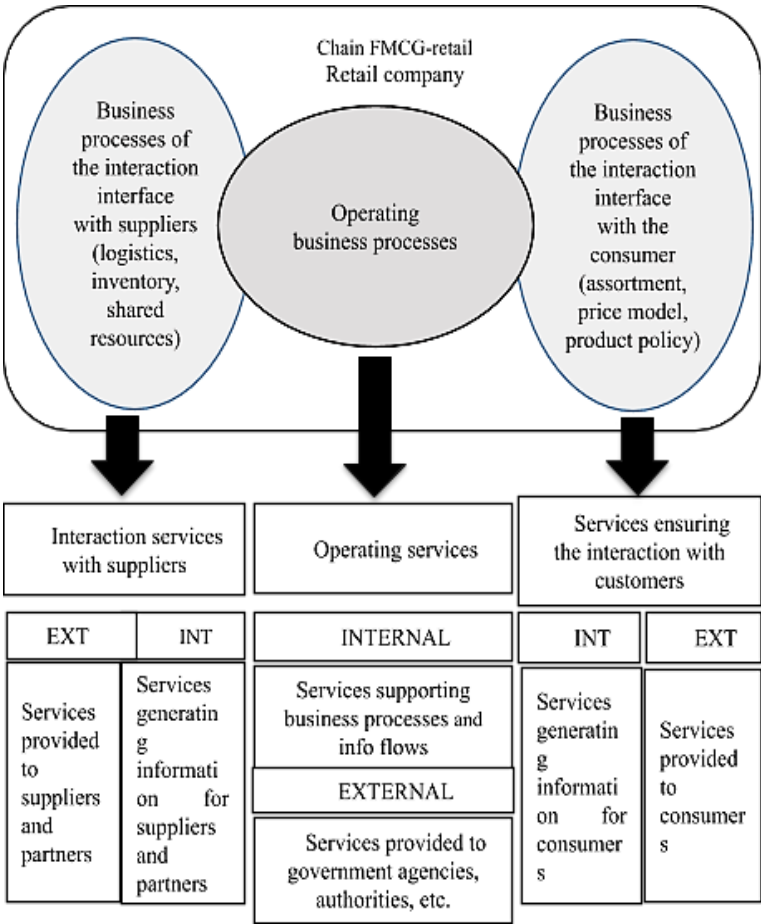 Chain FMCG-retail
Retail company
Business
processes of
the interaction
interface
with suppliers
(logistics,
inventory,
shared
resources)
Operating
business processes
Business
processes of
the interaction
interface
with the
consumer
(assortment,
price model,
product policy)
Interaction services
with suppliers
Operating services
Services ensuring
the interaction with
customers
EXT
INT
INTERNAL
INT
EXT
Services
provided
to
suppliers
and
partners
Services
generatin
g
informati
on for
suppliers
and
partners
Services supporting
business processes and
info flows
EXTERNAL
Services provided to
government agencies,
authorities, etc.
Services
generatin
g
informati
on for
consumer
s
Services
provided
to
consumer
s